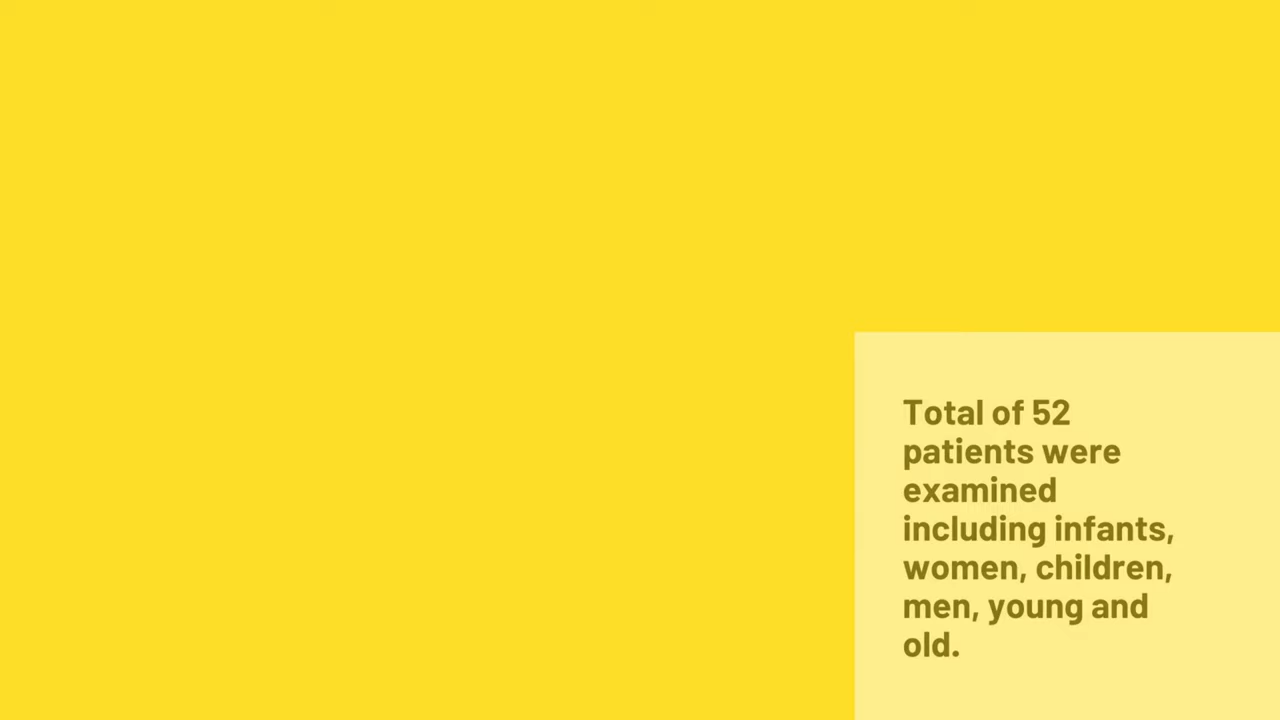 Total of 52
patients were
examined
including infants,
women, children,
men, young and
old.